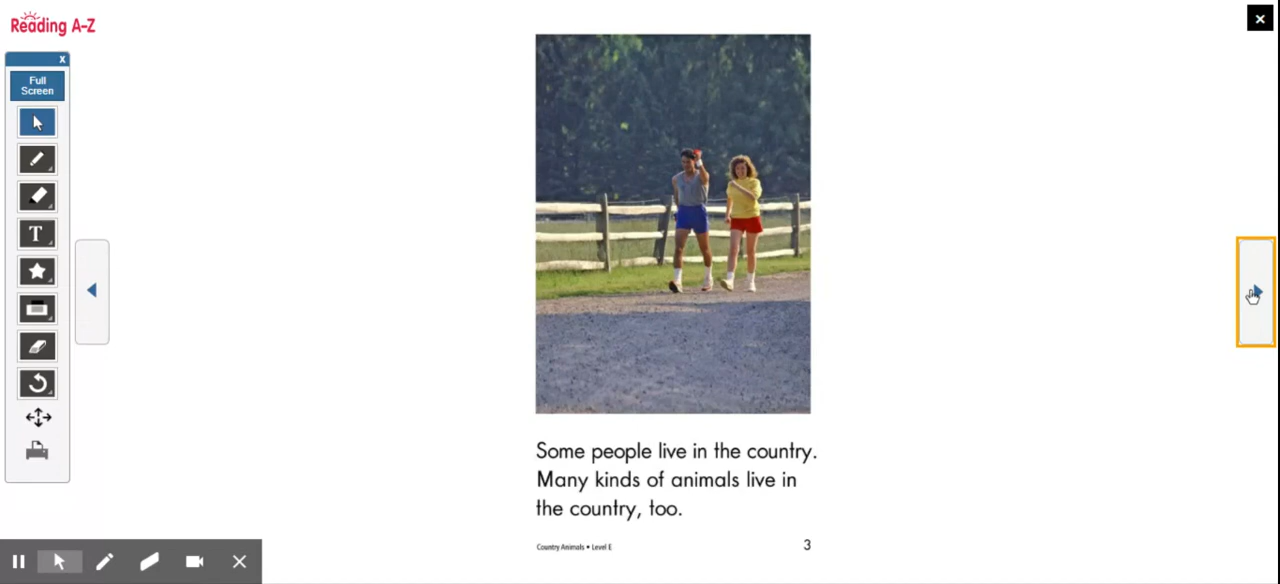 Reading A-Z
x
Full
Screen
T
Some people live in the country.
Many kinds of animals live in
the country, too.
Country Animals • Level E
3